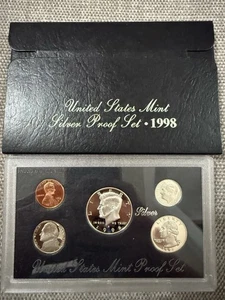 United States Mint
Silver Proof Set • 1998
Silver
United States Mint Proof Set